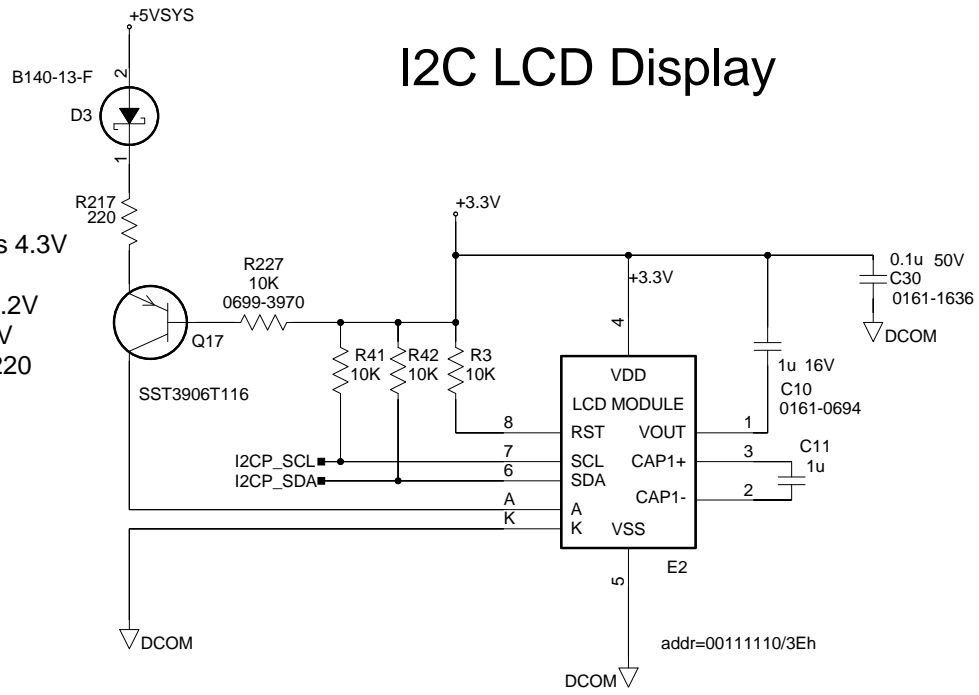 +5VSYS
I2C LCD Display
B140-13-F
2
D3
1
R217
220
+3.3V
s 4.3V
.2V
V
220
R227
10K
0699-3970
Q17
SST3906T116
+3.3V
0.1u 50V
C30
0161-1636
DCOM
4
R41
10K
R42
10K
R3
10K
1u 16V
C10
0161-0694
VDD
LCD MODULE
8
RST
VOUT
1
I2CP_SCL
7
SCL
CAP1+
3
C11
1u
I2CP_SDA
6
SDA
CAP1-
2
A
A
K
K
VSS
E2
5
DCOM
addr=00111110/3Eh
DCOM